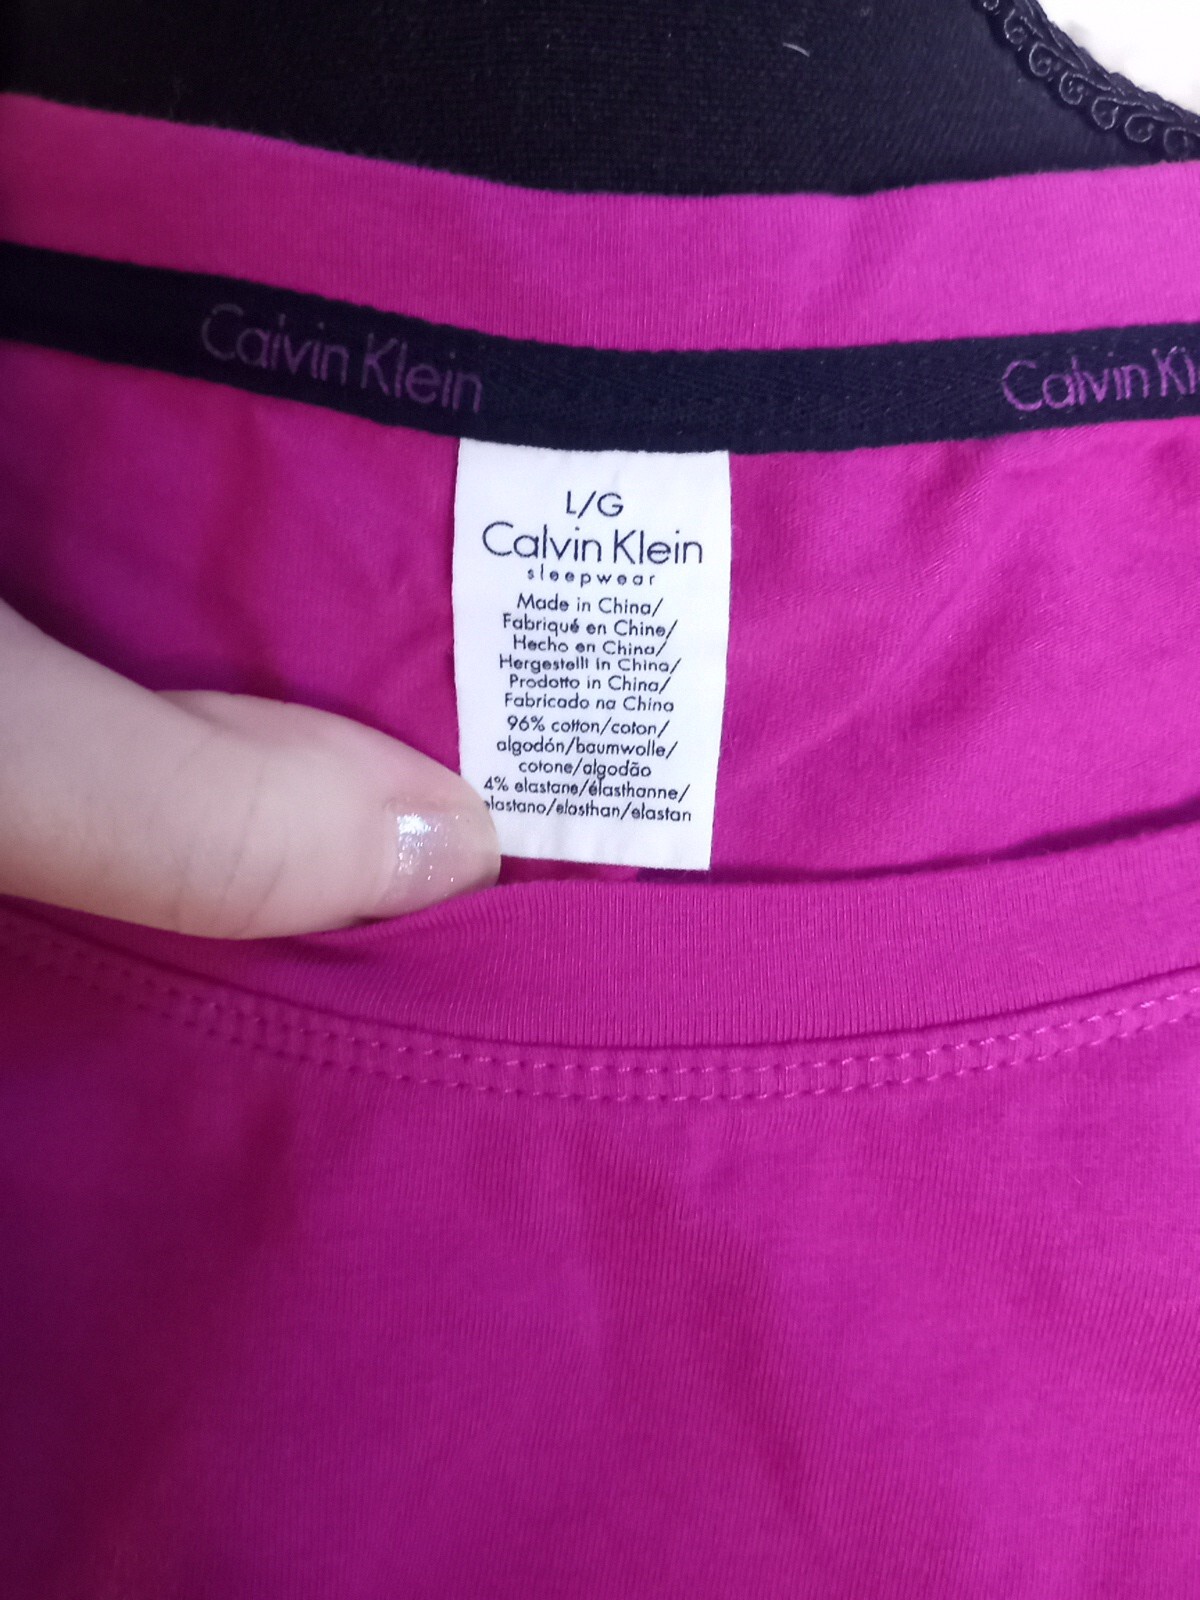 Calvin Klein
Calvin Kl
L/G
Calvin Klein
sleepwear
Made in China/
Fabriqué en Chine/
Hecho en China/
Hergestellt in China/
Prodotto in China/
Fabricado na China
96% cotton/coton/
algodón/baumwolle/
cotone/algodão
4% elastane/élasthanne/
elastano/elasthan/elastan